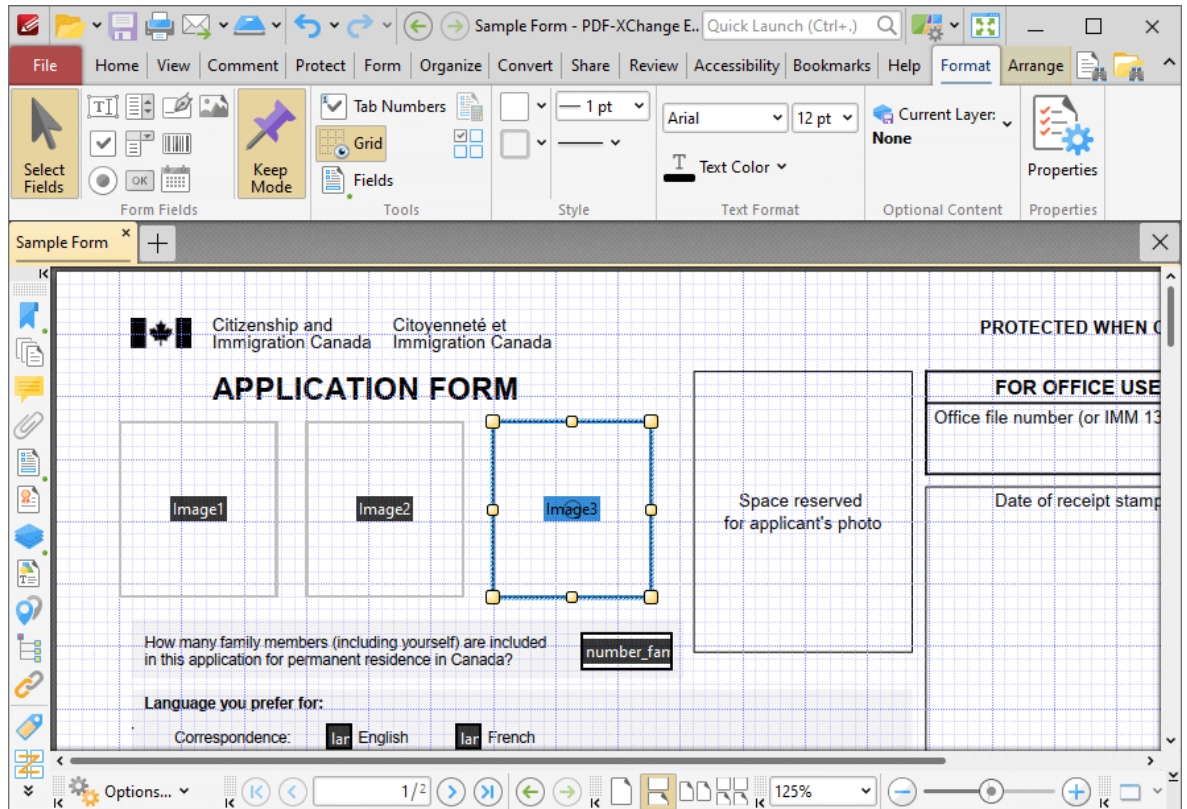 Sample Form - PDF-XChange E.. Quick Launch (Ctrl+.)
File Home View Comment Protect Form Organize Convert Share Review Accessibility Bookmarks Help Format Arrange
Select Fields
OK
Keep Mode
Form Fields
Tab Numbers
Grid
Fields
Tools
1 pt
Style
Arial 12 pt
T Text Color
Text Format
Current Layer:
None
Optional Content
Properties
Properties
Sample Form
Citizenship and Citoyenneté et
Immigration Canada Immigration Canada
PROTECTED WHEN
APPLICATION FORM
FOR OFFICE USE
Office file number (or IMM 13
Image1 Image2 Image3
Space reserved
for applicant's photo
Date of receipt stamp
How many family members (including yourself) are included
in this application for permanent residence in Canada?
number_fam
Language you prefer for:
Correspondence: lar English lar French
Options... 1/2 125%